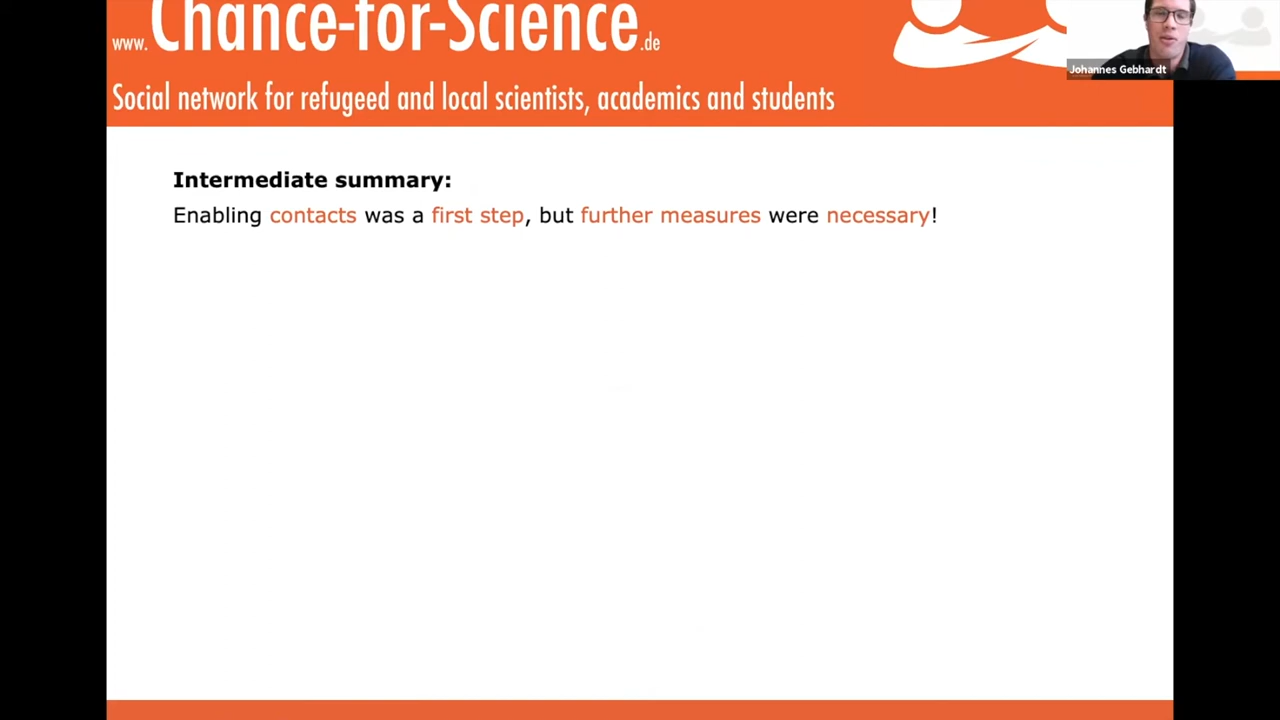 www.Chance-for-Science.de
Johannes Gebhardt
Social network for refugeed and local scientists, academics and students
Intermediate summary:
Enabling contacts was a first step, but further measures were necessary!